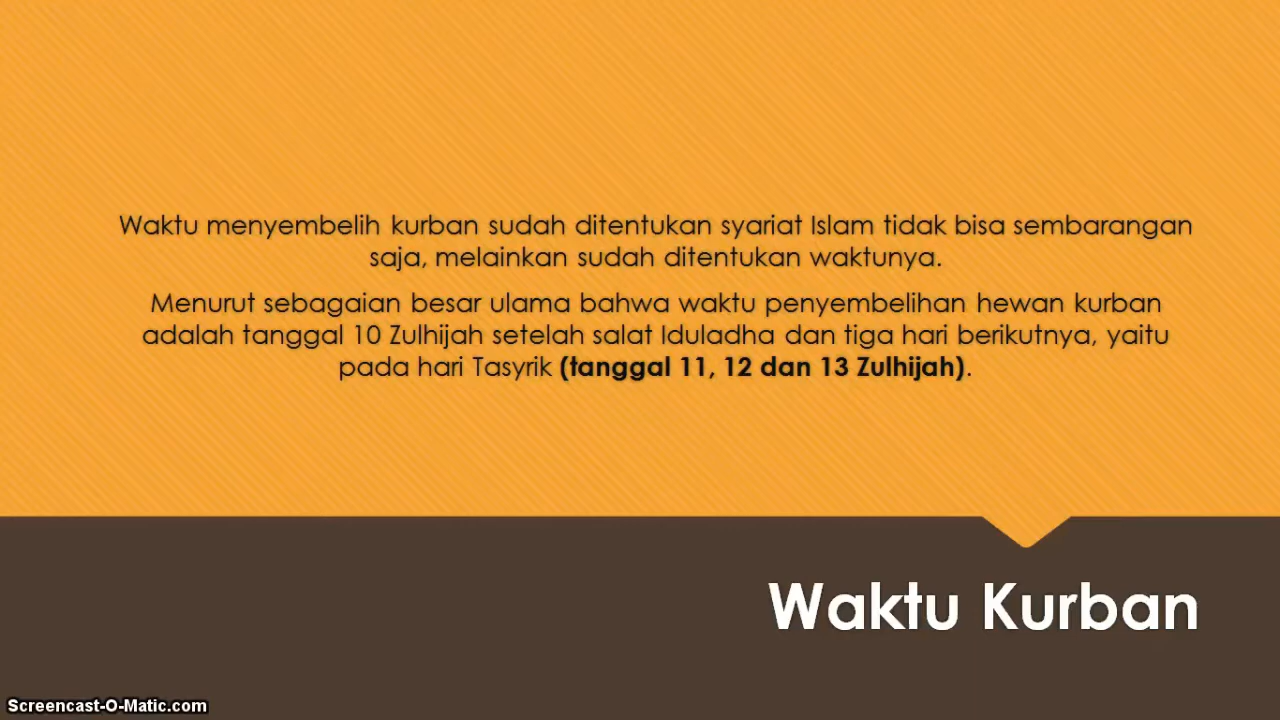 Waktu menyembelih kurban sudah ditentukan syariat Islam tidak bisa sembarangan
saja, melainkan sudah ditentukan waktunya.
Menurut sebagaian besar ulama bahwa waktu penyembelihan hewan kurban
adalah tanggal 10 Zulhijah setelah salat Iduladha dan tiga hari berikutnya, yaitu
pada hari Tasyrik (tanggal 11, 12 dan 13 Zulhijah).
Waktu Kurban
Screencast-O-Matic.com